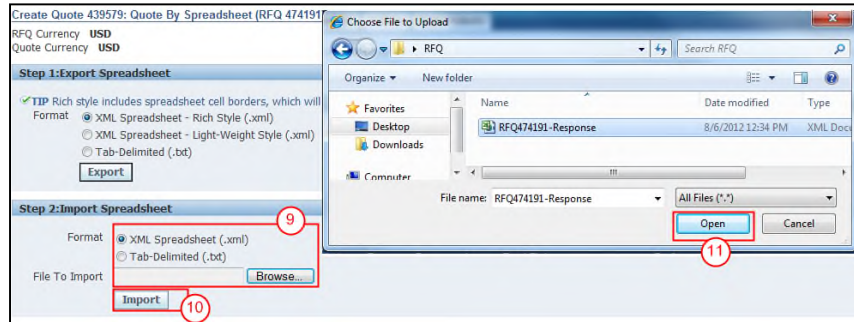 Create Quote 439579: Quote By Spreadsheet (RFQ 474191
RFQ Currency USD
Quote Currency USD
Step 1:Export Spreadsheet
TIP Rich style includes spreadsheet cell borders, which will
Format
XML Spreadsheet - Rich Style (.xml)
XML Spreadsheet - Light-Weight Style (.xml)
Tab-Delimited (.txt)
Export
Step 2:Import Spreadsheet
9
Format
XML Spreadsheet (.xml)
Tab-Delimited (.txt)
File To Import
Browse...
Import
10
Choose File to Upload
RFQ
Search RFQ
Organize
New folder
Favorites
Desktop
Downloads
Computer
Name
Date modified
Type
RFQ474191-Response
8/6/2012 12:34 PM
XML Docu
File name:
RFQ474191-Response
All Files (*.*)
Open
Cancel
11